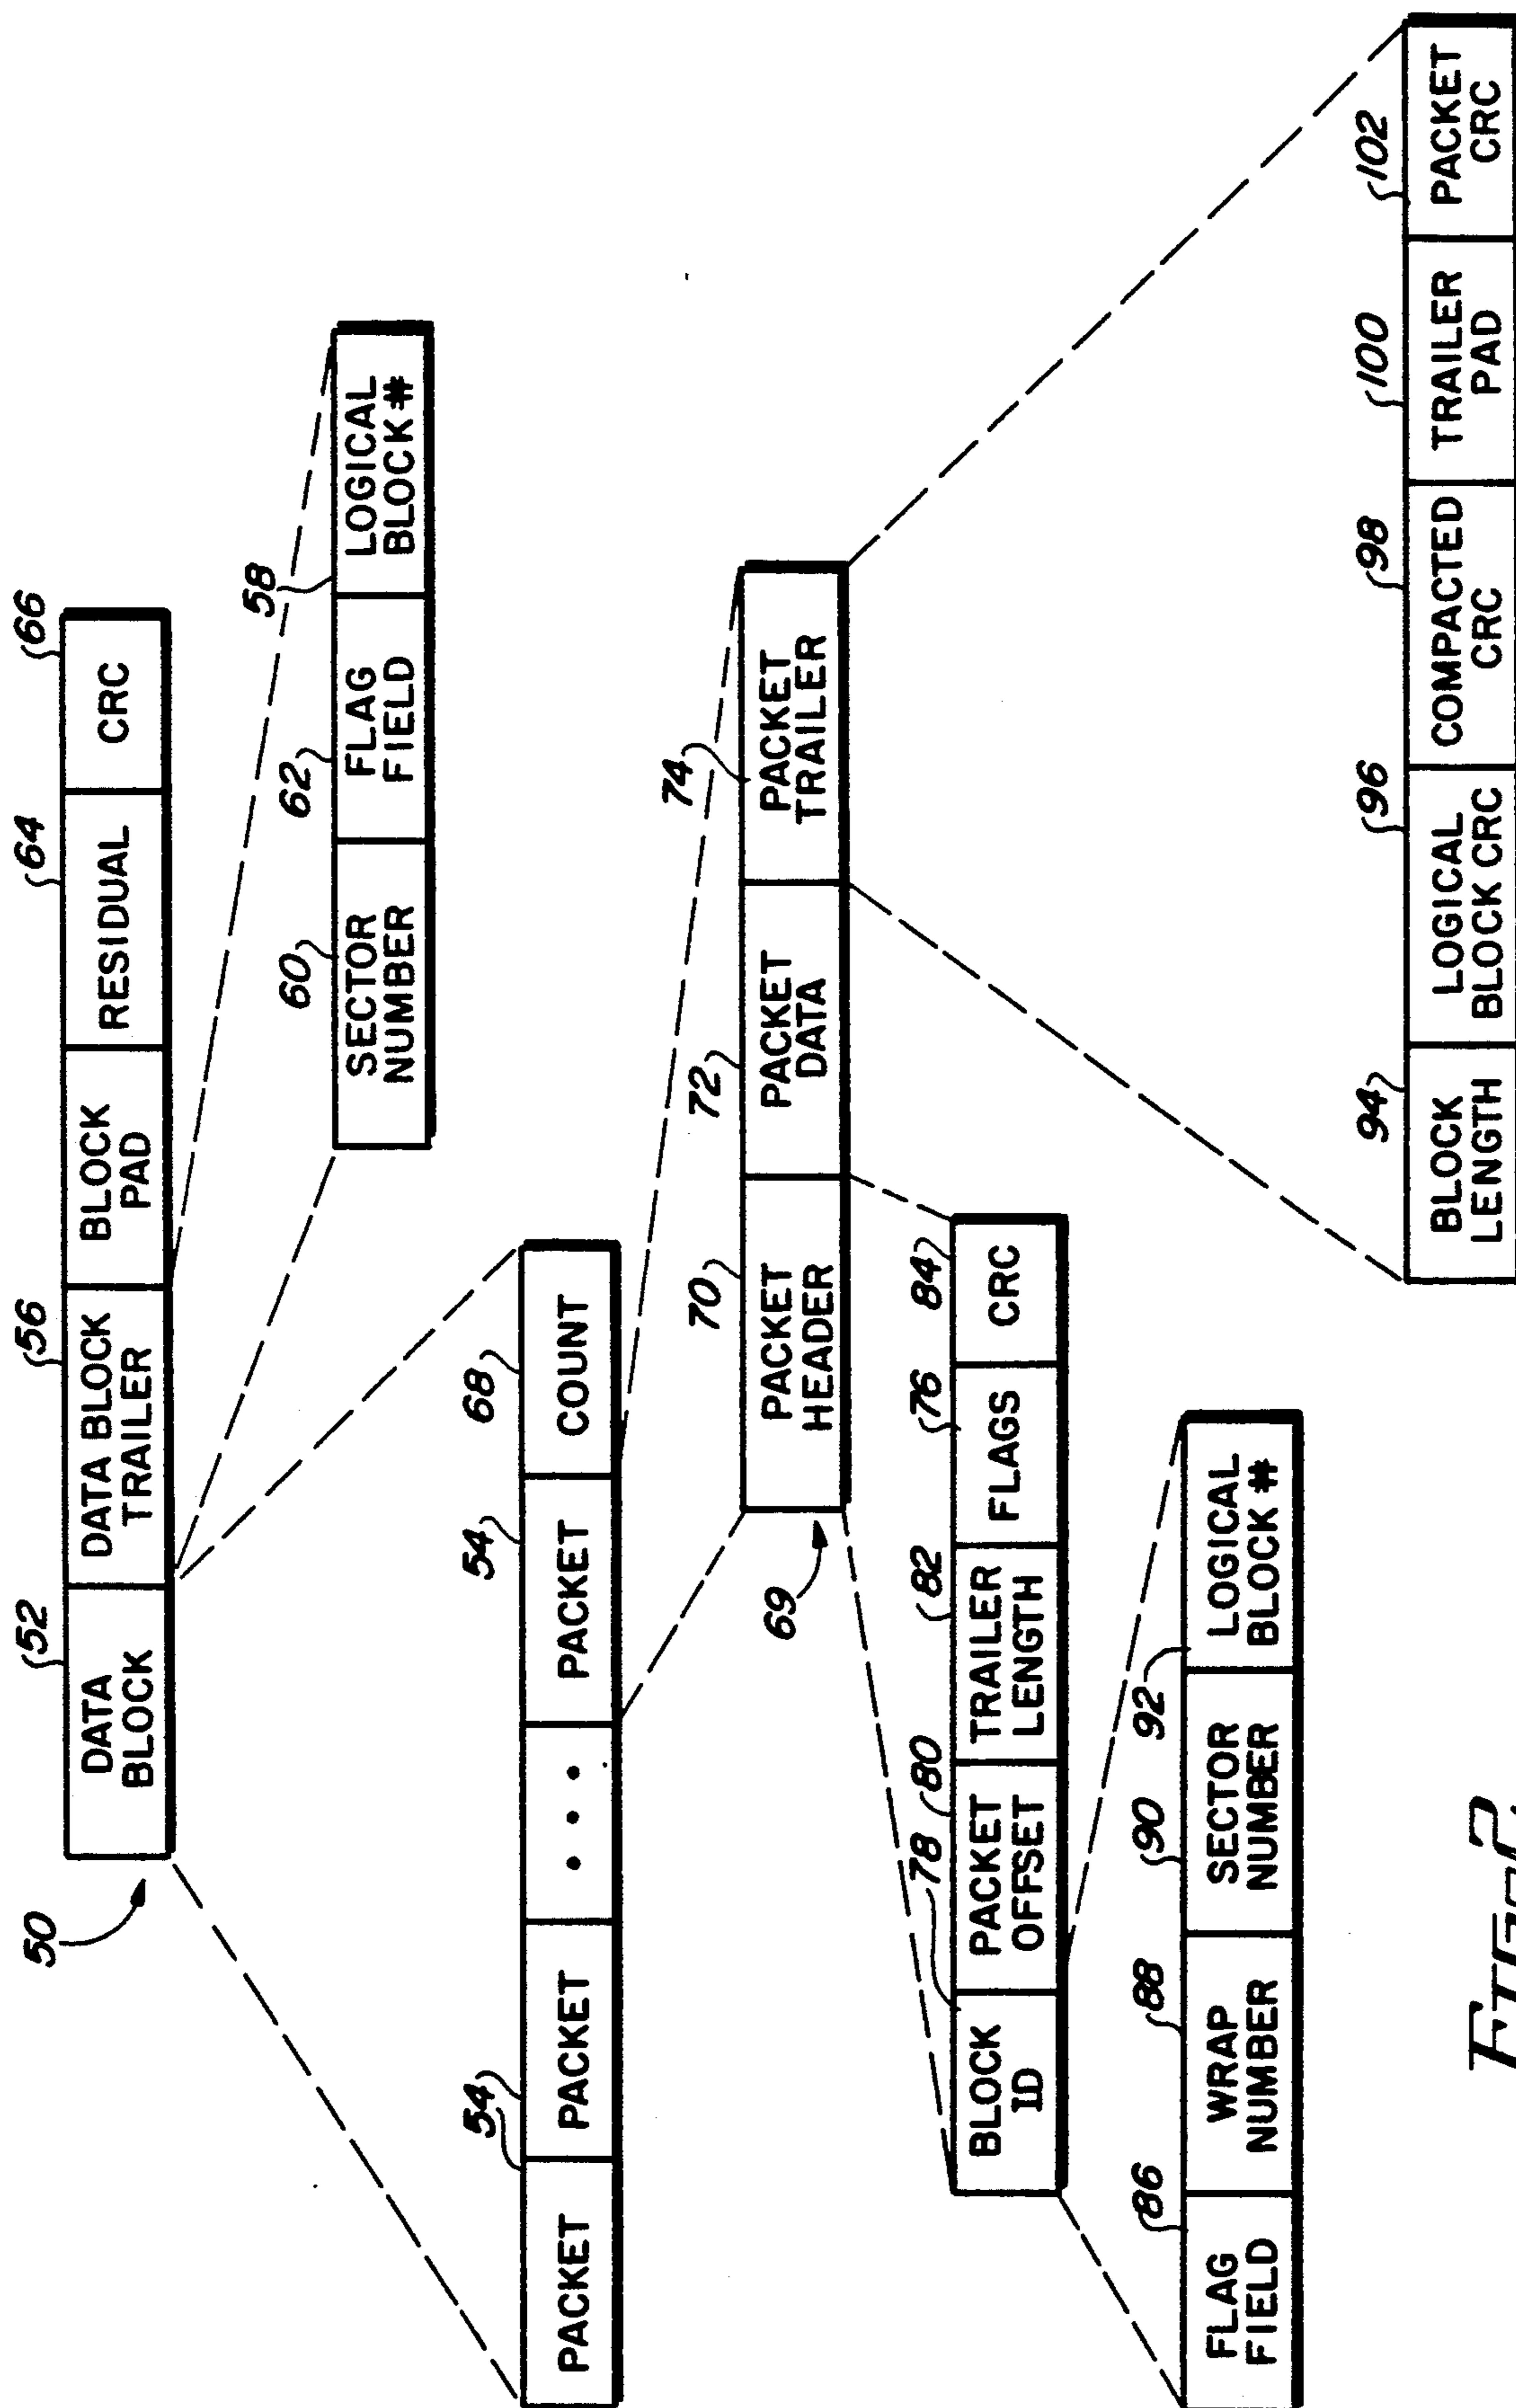 50
52
56
64
66
DATA
BLOCK
DATA BLOCK
TRAILER
BLOCK
PAD
RESIDUAL
CRC
60
62
58
SECTOR
NUMBER
FLAG
FIELD
LOGICAL
BLOCK #
54
54
68
PACKET
PACKET
• • •
PACKET
COUNT
69
70
72
74
PACKET
HEADER
PACKET
DATA
PACKET
TRAILER
78
80
82
76
84
BLOCK
ID
PACKET
OFFSET
TRAILER
LENGTH
FLAGS
CRC
86
88
90
92
FLAG
FIELD
WRAP
NUMBER
SECTOR
NUMBER
LOGICAL
BLOCK #
94
96
98
100
102
BLOCK
LENGTH
LOGICAL
BLOCK CRC
COMPACTED
CRC
TRAILER
PAD
PACKET
CRC